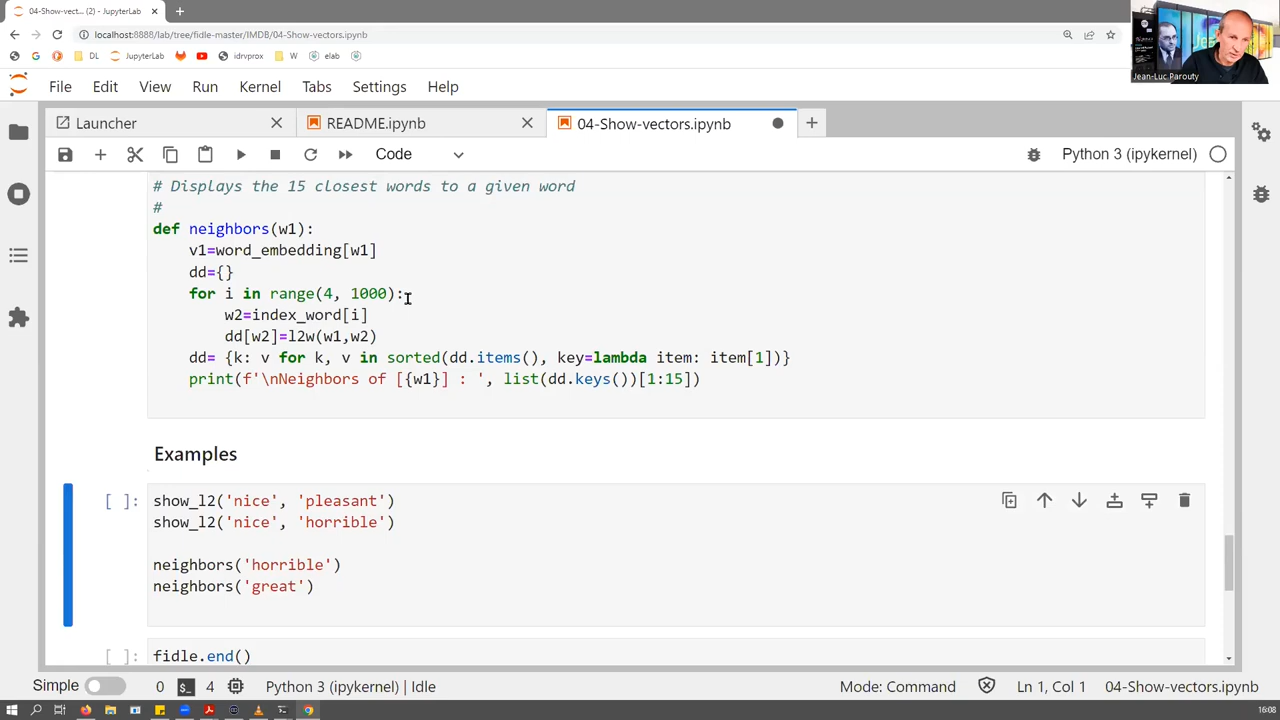 04-Show-vect... (2) - JupyterLab
localhost:8888/lab/tree/fidle-master/IMDB/04-Show-vectors.ipynb
DL JupyterLab idrvprox W elab
Jean-Luc Parouty
File Edit View Run Kernel Tabs Settings Help
Launcher README.ipynb 04-Show-vectors.ipynb
Code Python 3 (ipykernel)
# Displays the 15 closest words to a given word
#
def neighbors(w1):
v1=word_embedding[w1]
dd={}
for i in range(4, 1000):
w2=index_word[i]
dd[w2]=l2w(w1,w2)
dd= {k: v for k, v in sorted(dd.items(), key=lambda item: item[1])}
print(f'\nNeighbors of [{w1}] : ', list(dd.keys())[1:15])
Examples
[ ]: show_l2('nice', 'pleasant')
show_l2('nice', 'horrible')
neighbors('horrible')
neighbors('great')
[ ]: fidle.end()
Simple 0 4 Python 3 (ipykernel) | Idle Mode: Command Ln 1, Col 1 04-Show-vectors.ipynb
16:08